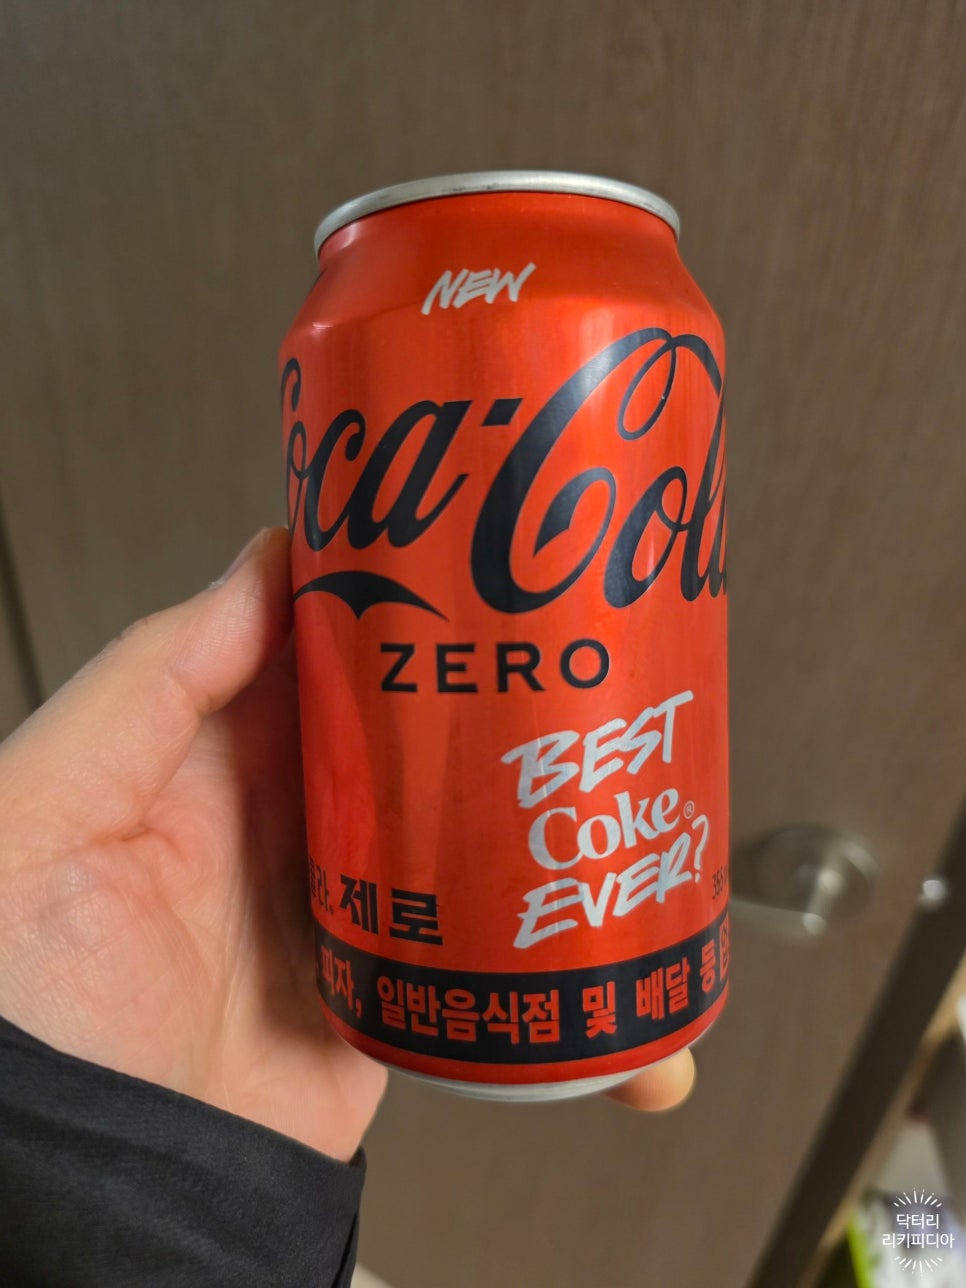 NEW
Coca-Cola
ZERO
BEST
Coke®
EVER?
제로
피자, 일반음식점 및 배달 등
닥터리
리키피디아